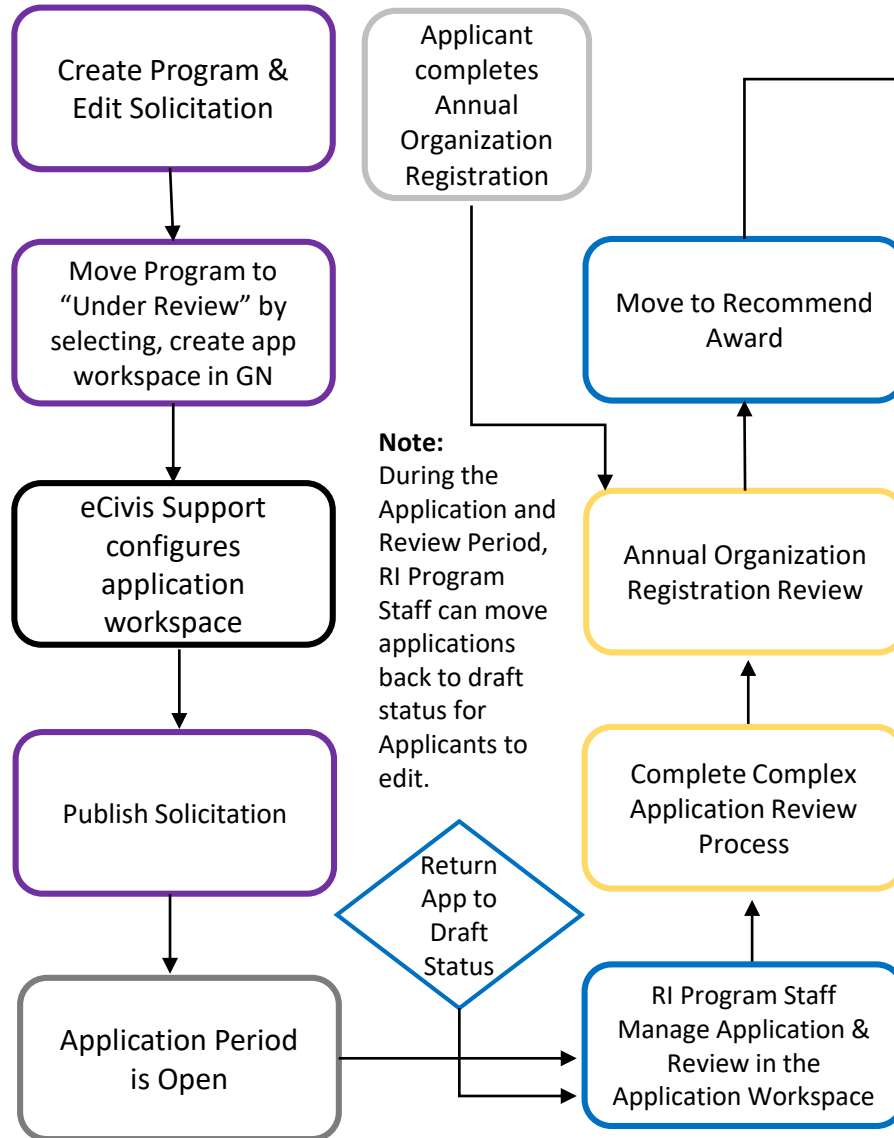 Create Program &
Edit Solicitation
Move Program to
“Under Review” by
selecting, create app
workspace in GN
eCivis Support
configures
application
workspace
Publish Solicitation
Application Period
is Open
Applicant
completes
Annual
Organization
Registration
Note:
During the
Application and
Review Period,
RI Program
Staff can move
applications
back to draft
status for
Applicants to
edit.
Return
App to
Draft
Status
RI Program Staff
Manage Application &
Review in the
Application Workspace
Complete Complex
Application Review
Process
Annual Organization
Registration Review
Move to Recommend
Award